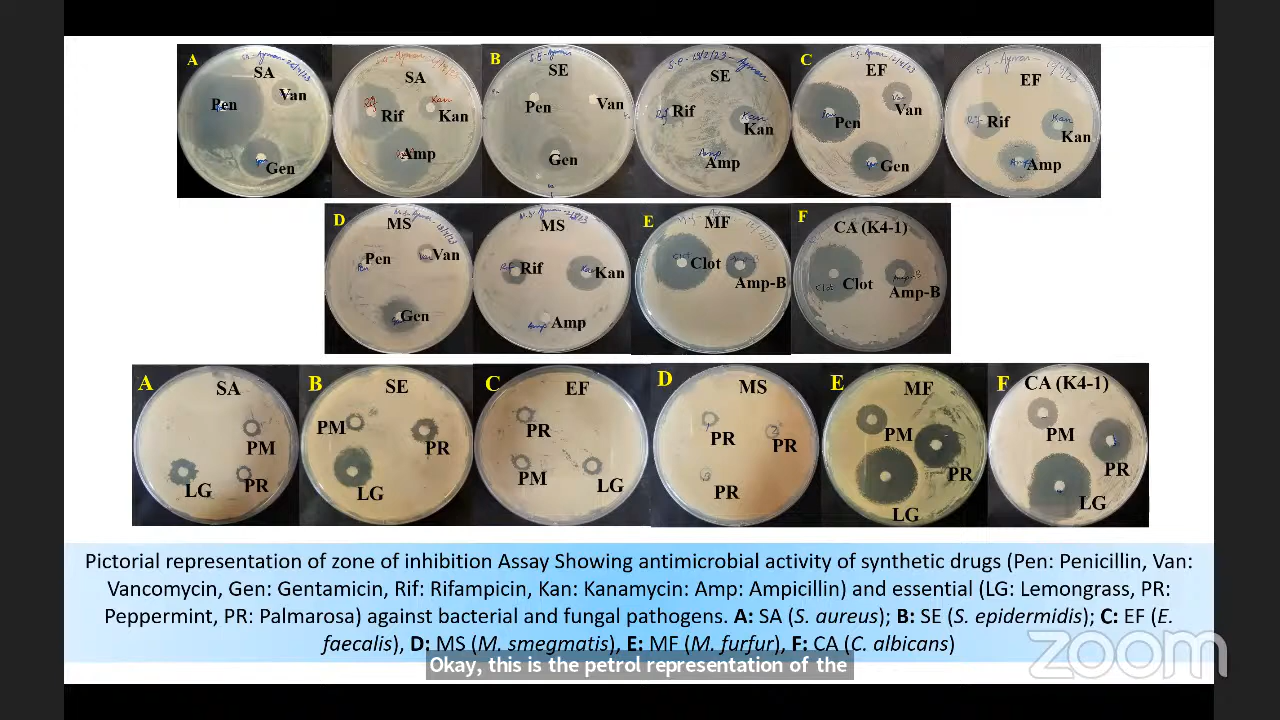 A SA Pen Van Gen
SA Rif Kan Amp
B SE Pen Van Gen
SE Rif Kan Amp
C EF Pen Van Gen
EF Rif Kan Amp
D MS Pen Van Gen
MS Rif Kan Amp
E MF Clot Amp-B
F CA (K4-1) Clot Amp-B
A SA PM LG PR
B SE PM PR LG
C EF PR PM LG
D MS PR PR PR
E MF PM PR LG
F CA (K4-1) PM PR LG
Pictorial representation of zone of inhibition Assay Showing antimicrobial activity of synthetic drugs (Pen: Penicillin, Van:
Vancomycin, Gen: Gentamicin, Rif: Rifampicin, Kan: Kanamycin: Amp: Ampicillin) and essential (LG: Lemongrass, PR:
Peppermint, PR: Palmarosa) against bacterial and fungal pathogens. A: SA (S. aureus); B: SE (S. epidermidis); C: EF (E.
faecalis), D: MS (M. smegmatis), E: MF (M. furfur), F: CA (C. albicans)
Okay, this is the petrol representation of the
zoom